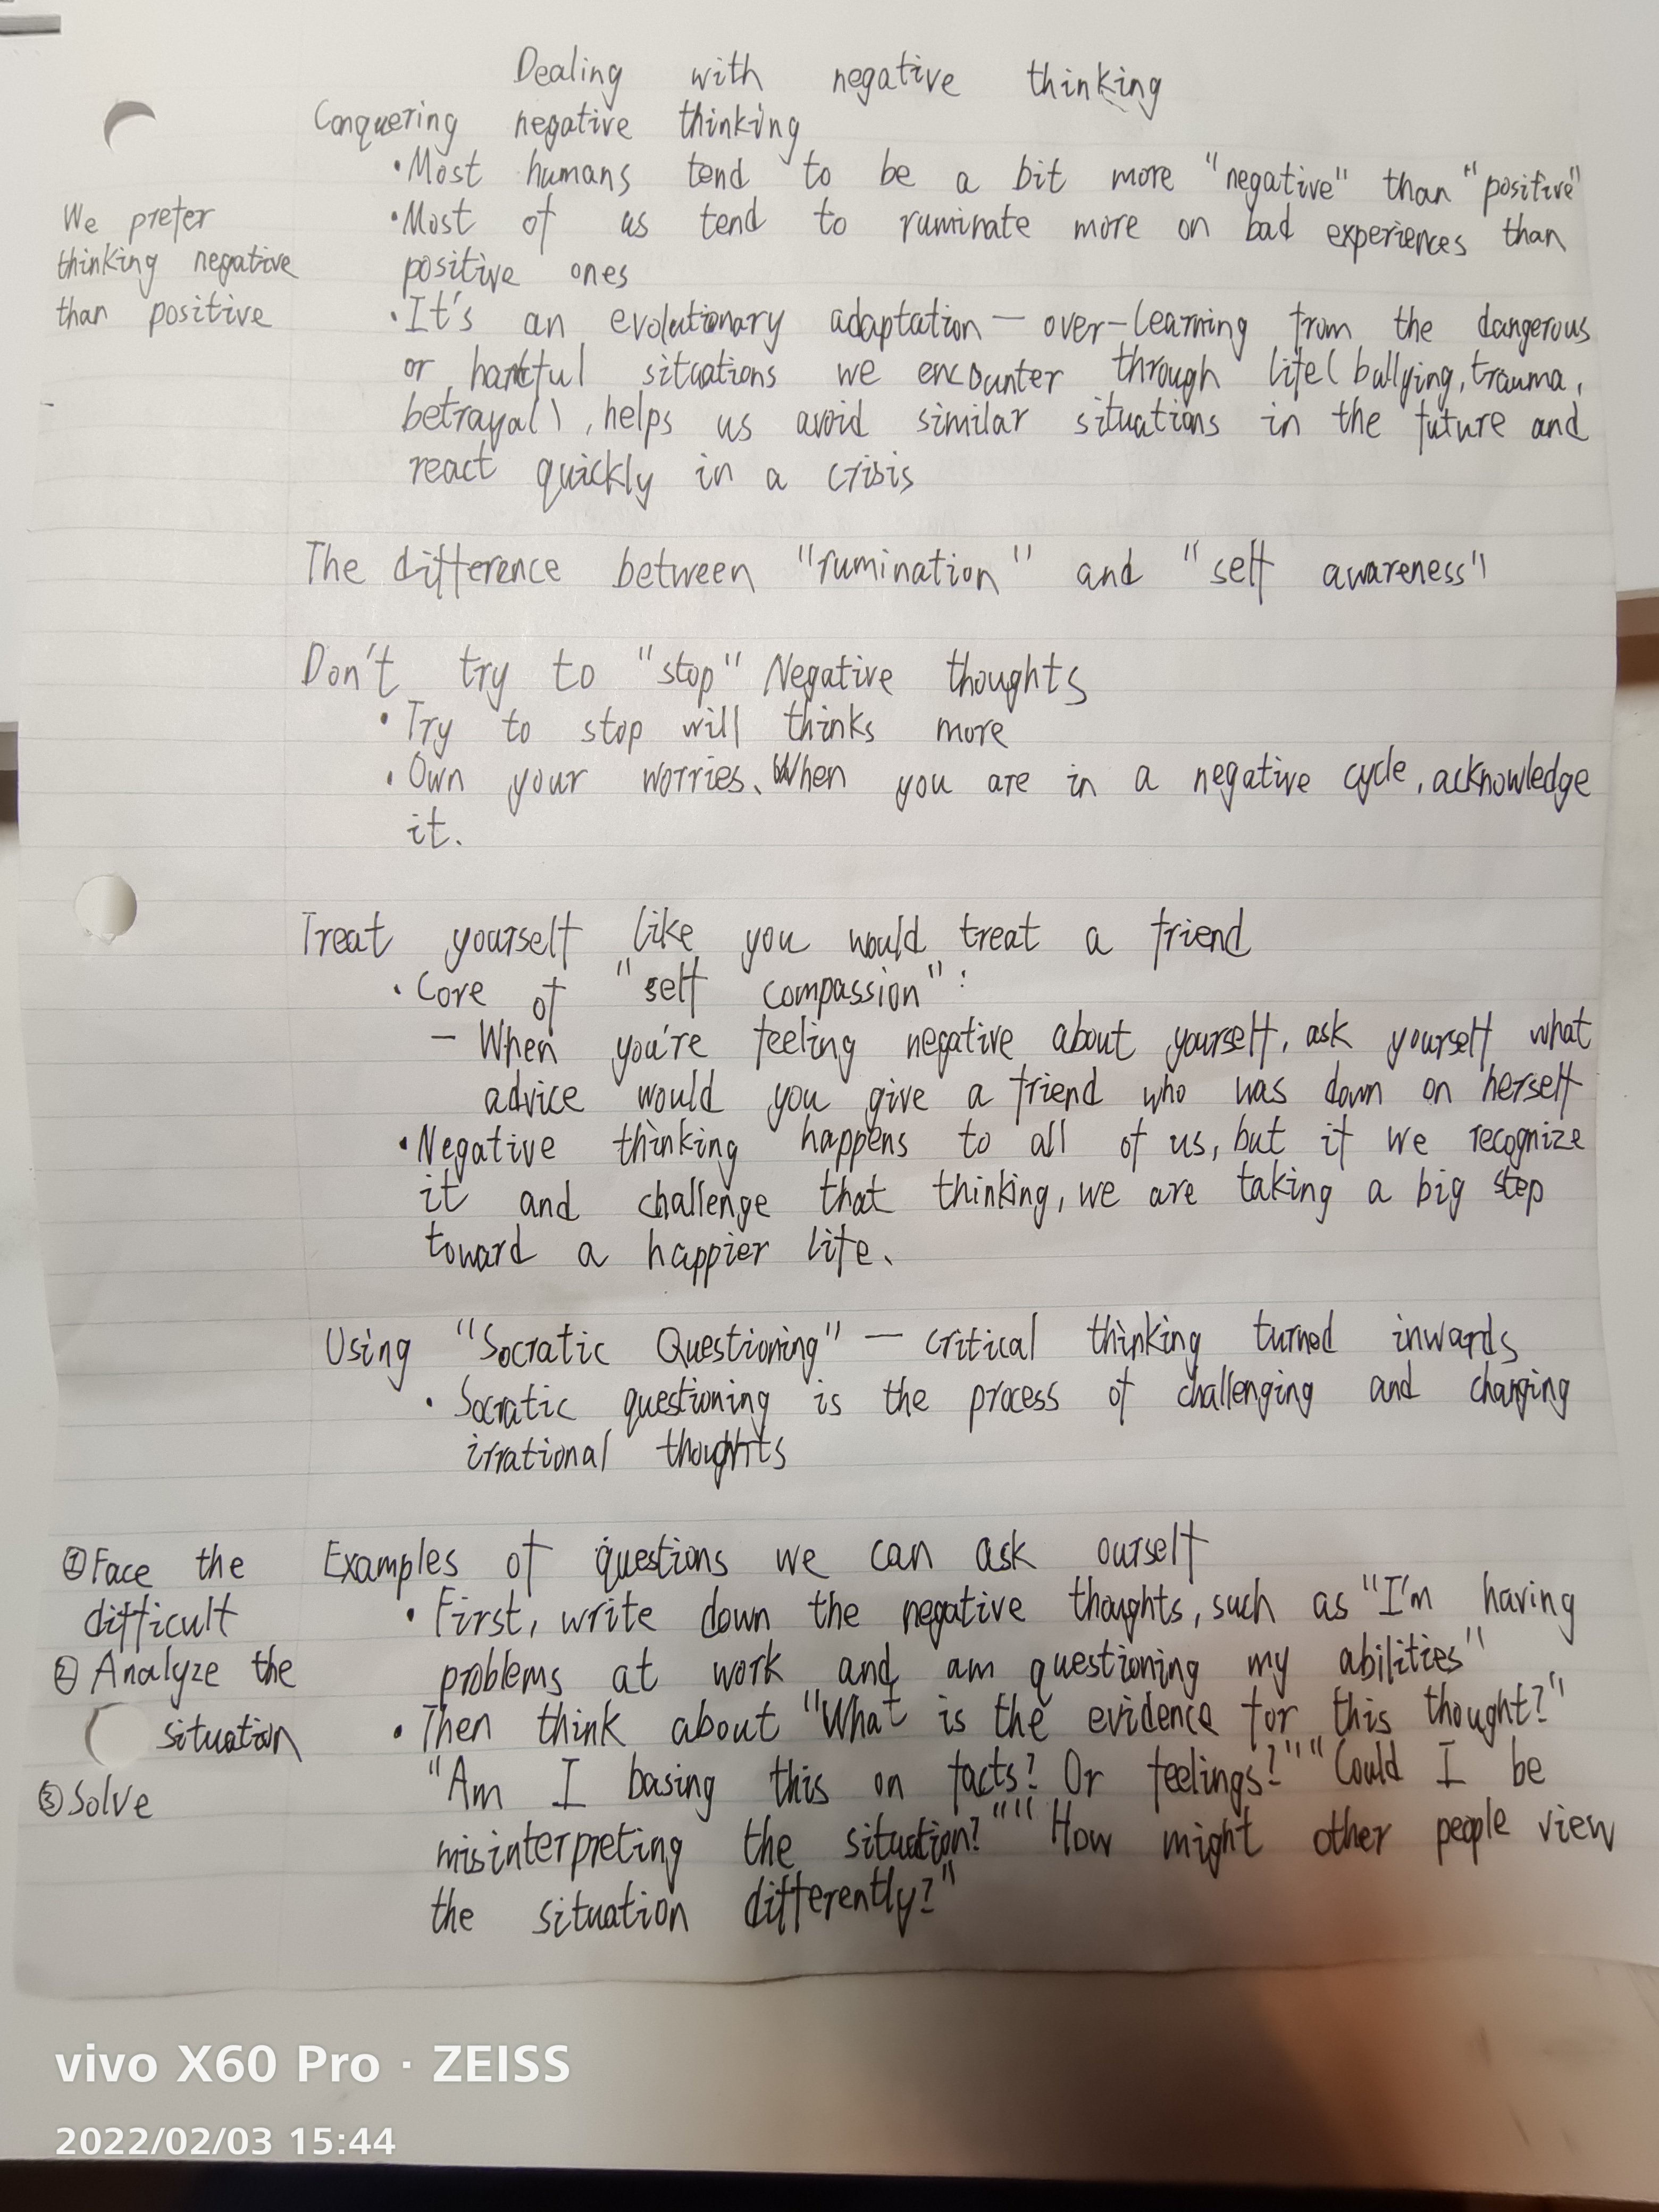 Dealing with negative thinking
Conquering negative thinking
• Most humans tend to be a bit more "negative" than "positive"
We prefer
thinking negative
than positive
• Most of us tend to ruminate more on bad experiences than
positive ones
• It's an evolutionary adaptation — over-learning from the dangerous
or hurtful situations we encounter through life (bullying, trauma,
betrayal), helps us avoid similar situations in the future and
react quickly in a crisis
The difference between "rumination" and "self awareness"
Don't try to "stop" Negative thoughts
• Try to stop will thinks more
• Own your worries. When you are in a negative cycle, acknowledge
it.
Treat yourself like you would treat a friend
• Core of "self compassion":
— When you're feeling negative about yourself, ask yourself what
advice would you give a friend who was down on herself
• Negative thinking happens to all of us, but if we recognize
it and challenge that thinking, we are taking a big step
toward a happier life.
Using "Socratic Questioning" — critical thinking turned inwards
• Socratic questioning is the process of challenging and changing
irrational thoughts
① Face the
difficult
② Analyze the
situation
③ Solve
Examples of questions we can ask ourself
• First, write down the negative thoughts, such as "I'm having
problems at work and am questioning my abilities"
• Then think about "What is the evidence for this thought?"
"Am I basing this on facts? Or feelings?" "Could I be
misinterpreting the situation?" "How might other people view
the situation differently?"
vivo X60 Pro · ZEISS
2022/02/03 15:44